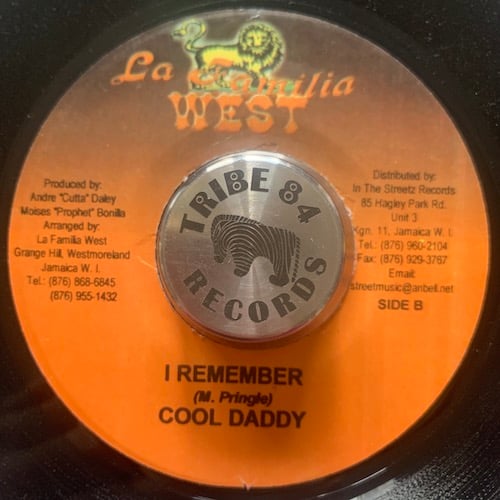 La Familia
WEST
Produced by:
Andre "Cutta" Daley
Moises "Prophet" Bonilla
Arranged by:
La Familia West
Grange Hill, Westmoreland
Jamaica W. I.
Tel.: (876) 868-6845
(876) 955-1432
TRIBE 84
RECORDS
Distributed by:
In The Streetz Records
85 Hagley Park Rd.
Unit 3
Kgn. 11, Jamaica W. I.
Tel.: (876) 960-2104
Fax: (876) 929-3767
Email:
streetmusic@anbell.net
SIDE B
I REMEMBER
(M. Pringle)
COOL DADDY